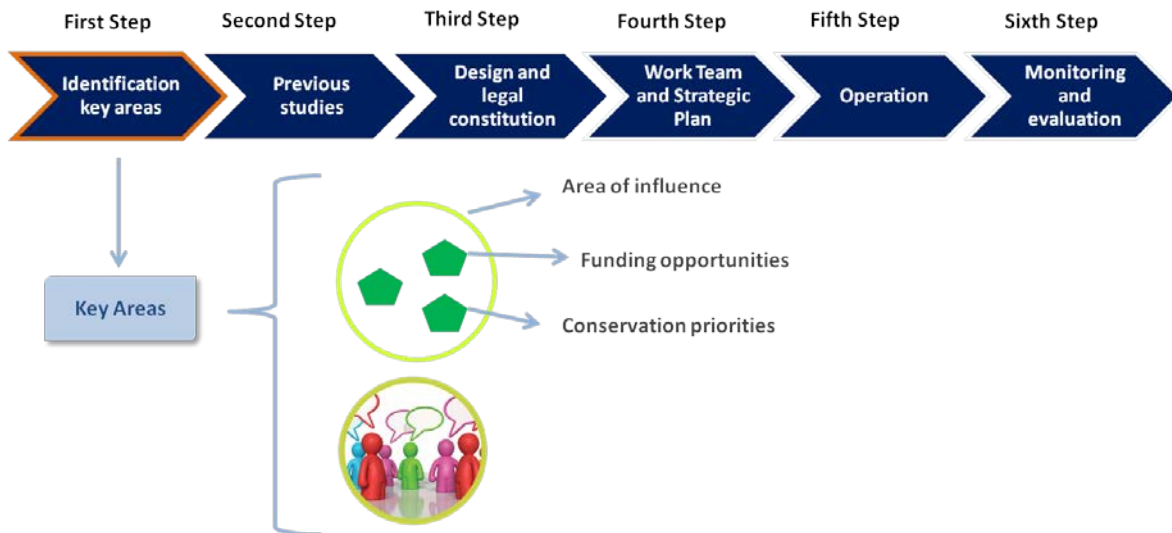 First Step
Second Step
Third Step
Fourth Step
Fifth Step
Sixth Step
Identification
key areas
Previous
studies
Design and
legal
constitution
Work Team
and Strategic
Plan
Operation
Monitoring
and
evaluation
Area of influence
Funding opportunities
Key Areas
Conservation priorities